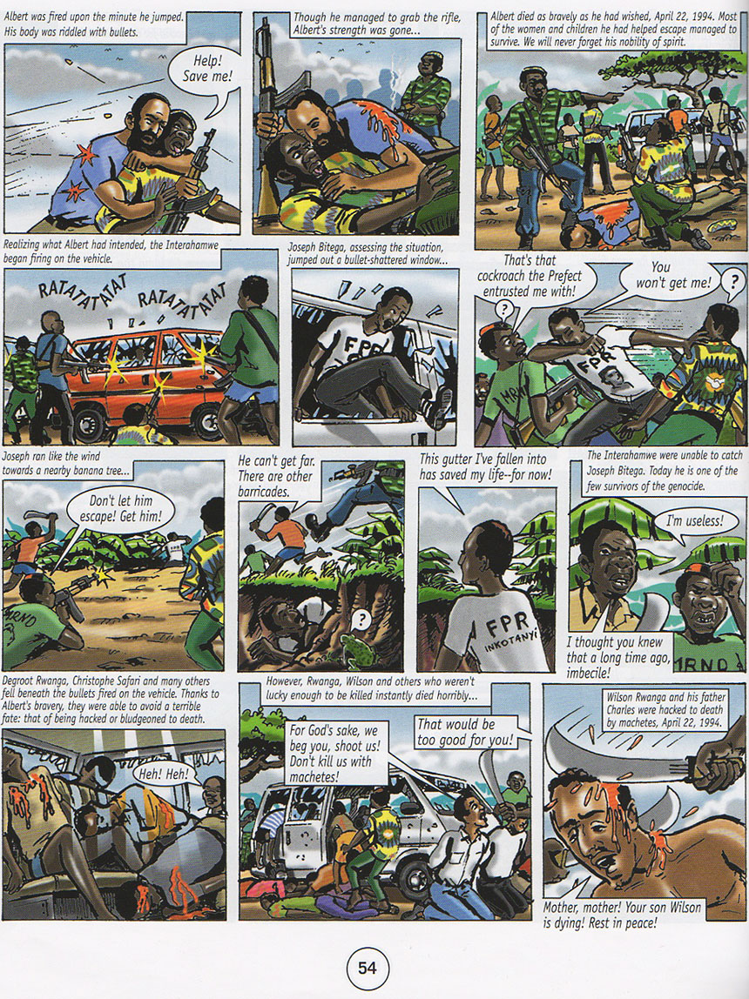 Albert was fired upon the minute he jumped.
His body was riddled with bullets.
Help!
Save me!
Though he managed to grab the rifle,
Albert's strength was gone...
Albert died as bravely as he had wished, April 22, 1994. Most
of the women and children he had helped escape managed to
survive. We will never forget his nobility of spirit.
Realizing what Albert had intended, the Interahamwe
began firing on the vehicle.
RATATATATAT
RATATATATAT
Joseph Bitega, assessing the situation,
jumped out a bullet-shattered window...
FPR
That's that
cockroach the Prefect
entrusted me with!
You
won't get me!
?
?
FPR
MRND
Joseph ran like the wind
towards a nearby banana tree...
Don't let him
escape! Get him!
FPR
MRND
He can't get far.
There are other
barricades.
?
This gutter I've fallen into
has saved my life--for now!
FPR
INKOTANYI
The Interahamwe were unable to catch
Joseph Bitega. Today he is one of the
few survivors of the genocide.
I'm useless!
I thought you knew
that a long time ago,
imbecile!
MRND
Degroot Rwanga, Christophe Safari and many others
fell beneath the bullets fired on the vehicle. Thanks to
Albert's bravery, they were able to avoid a terrible
fate: that of being hacked or bludgeoned to death.
Heh! Heh!
However, Rwanga, Wilson and others who weren't
lucky enough to be killed instantly died horribly...
For God's sake, we
beg you, shoot us!
Don't kill us with
machetes!
That would be
too good for you!
Wilson Rwanga and his father
Charles were hacked to death
by machetes, April 22, 1994.
Mother, mother! Your son Wilson
is dying! Rest in peace!
54